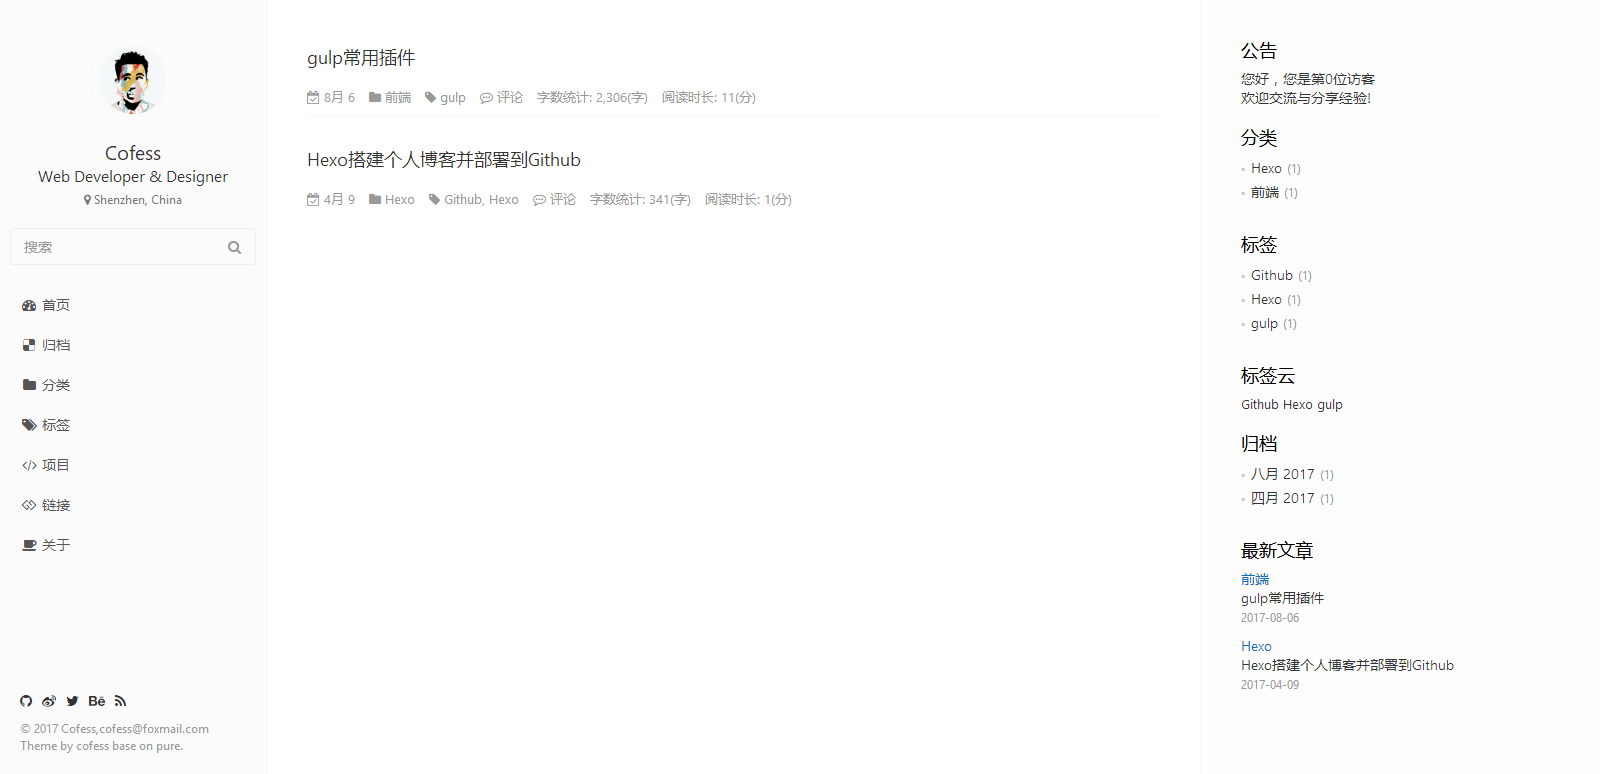 Cofess
Web Developer & Designer
Shenzhen, China
搜索
首页
归档
分类
标签
项目
链接
关于
© 2017 Cofess,cofess@foxmail.com
Theme by cofess base on pure.
gulp常用插件
8月 6 前端 gulp 评论 字数统计: 2,306(字) 阅读时长: 11(分)
Hexo搭建个人博客并部署到Github
4月 9 Hexo Github, Hexo 评论 字数统计: 341(字) 阅读时长: 1(分)
公告
您好，您是第0位访客
欢迎交流与分享经验!
分类
Hexo (1)
前端 (1)
标签
Github (1)
Hexo (1)
gulp (1)
标签云
Github Hexo gulp
归档
八月 2017 (1)
四月 2017 (1)
最新文章
前端
gulp常用插件
2017-08-06
Hexo
Hexo搭建个人博客并部署到Github
2017-04-09